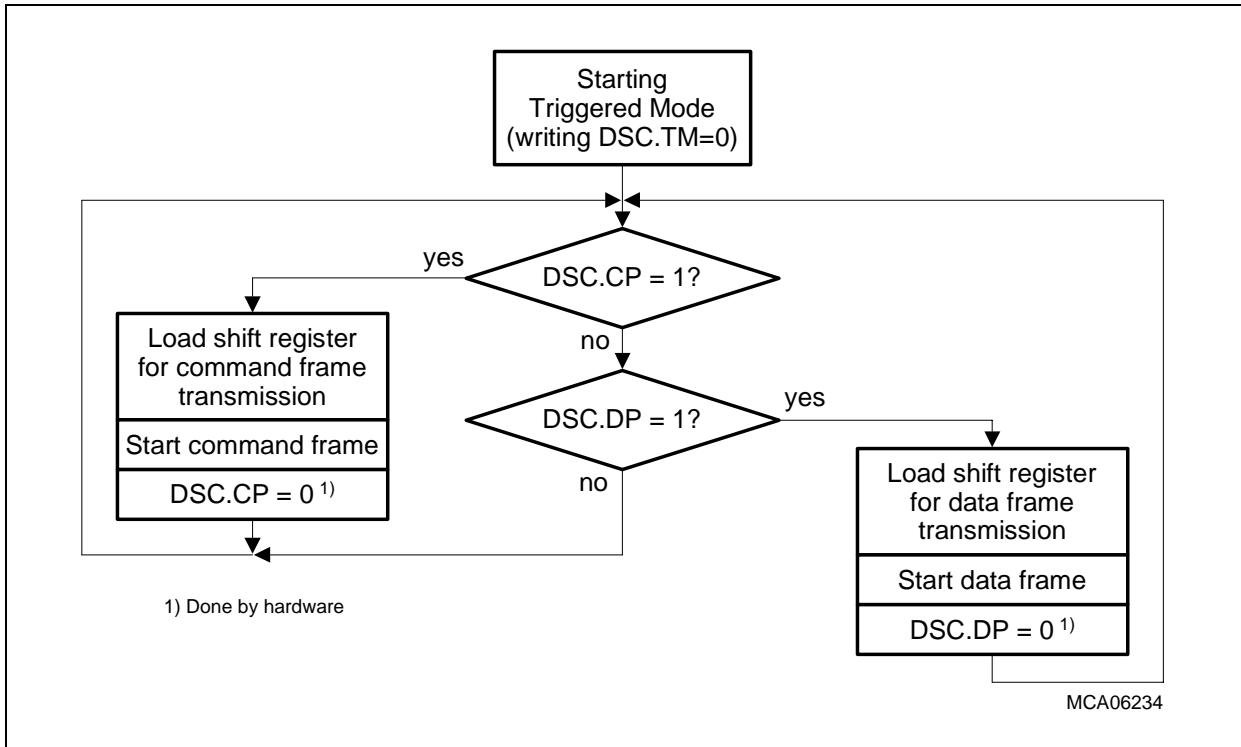 Starting
Triggered Mode
(writing DSC.TM=0)
yes
DSC.CP = 1?
Load shift register
for command frame
transmission
no
Start command frame
DSC.DP = 1?
yes
DSC.CP = 0 1)
no
Load shift register
for data frame
transmission
Start data frame
1) Done by hardware
DSC.DP = 0 1)
MCA06234